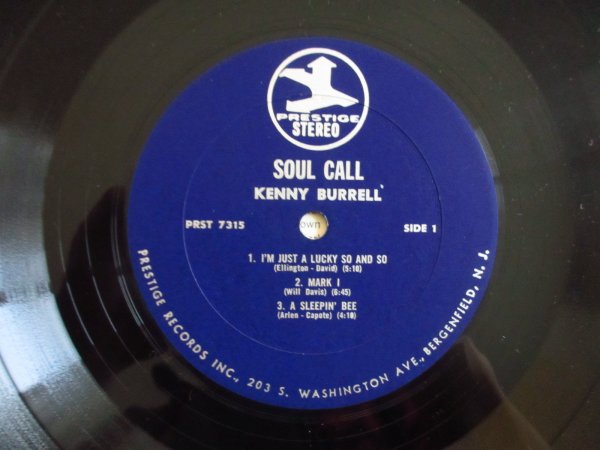 PRESTIGE
STEREO
SOUL CALL
KENNY BURRELL
PRST 7315
own
SIDE 1
1. I'M JUST A LUCKY SO AND SO
(Ellington - David) (5:10)
2. MARK I
(Will Davis) (6:45)
3. A SLEEPIN' BEE
(Arlen - Capote) (4:10)
PRESTIGE RECORDS INC., 203 S. WASHINGTON AVE., BERGENFIELD, N. J.